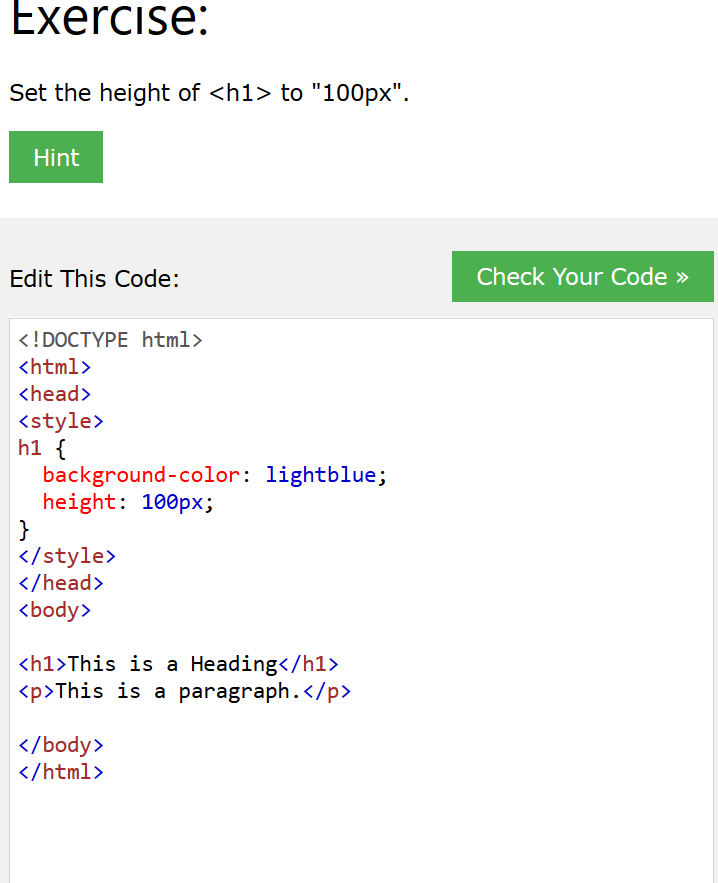 Exercise:
Set the height of <h1> to "100px".
Hint
Edit This Code:
Check Your Code »
<!DOCTYPE html>
<html>
<head>
<style>
h1 {
  background-color: lightblue;
  height: 100px;
}
</style>
</head>
<body>

<h1>This is a Heading</h1>
<p>This is a paragraph.</p>

</body>
</html>